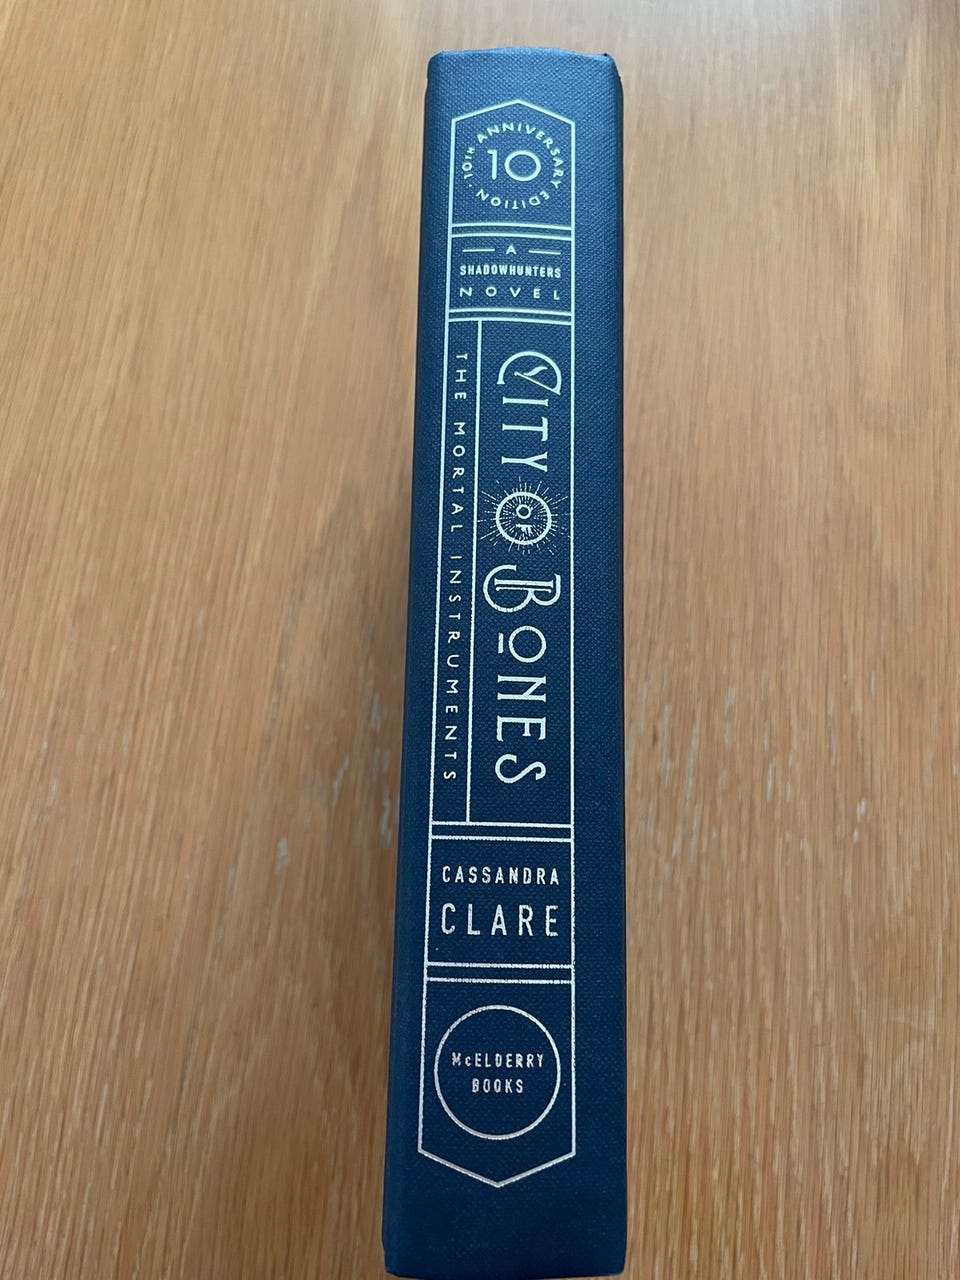 10TH ANNIVERSARY EDITION ·
10
A
SHADOWHUNTERS
NOVEL
CITY OF BONES
THE MORTAL INSTRUMENTS
CASSANDRA
CLARE
McELDERRY
BOOKS